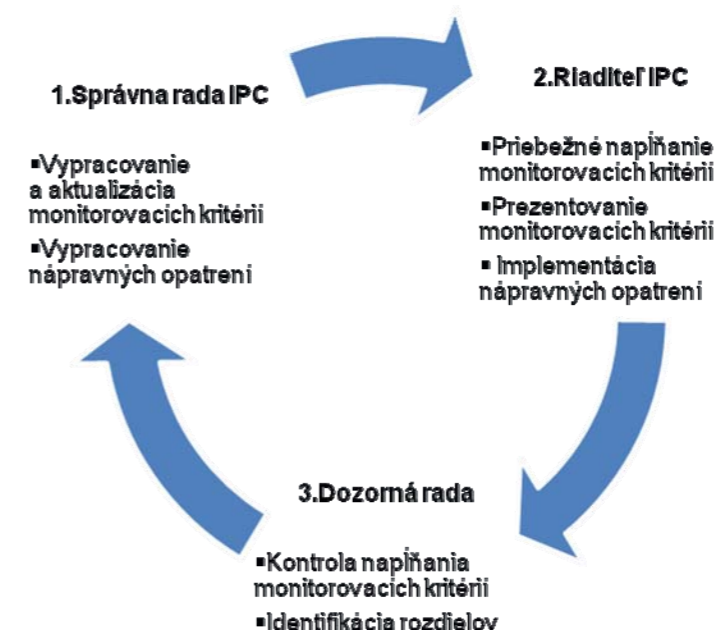 1.Správna rada IPC
▪Vypracovanie
a aktualizácia
monitorovacích kritérií
▪Vypracovanie
nápravných opatrení
2.Riaditeľ IPC
▪Priebežné napĺňanie
monitorovacích kritérií
▪Prezentovanie
monitorovacích kritérií
▪ Implementácia
nápravných opatrení
3.Dozorná rada
▪Kontrola napĺňania
monitorovacích kritérií
▪Identifikácia rozdielov